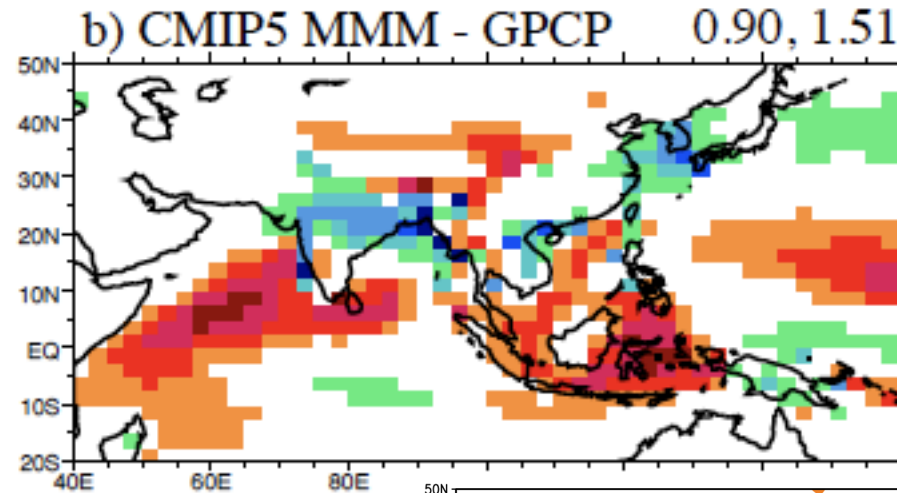 b) CMIP5 MMM - GPCP 0.90, 1.51
50N
40N
30N
20N
10N
EQ
10S
20S
40E 60E 80E
50N